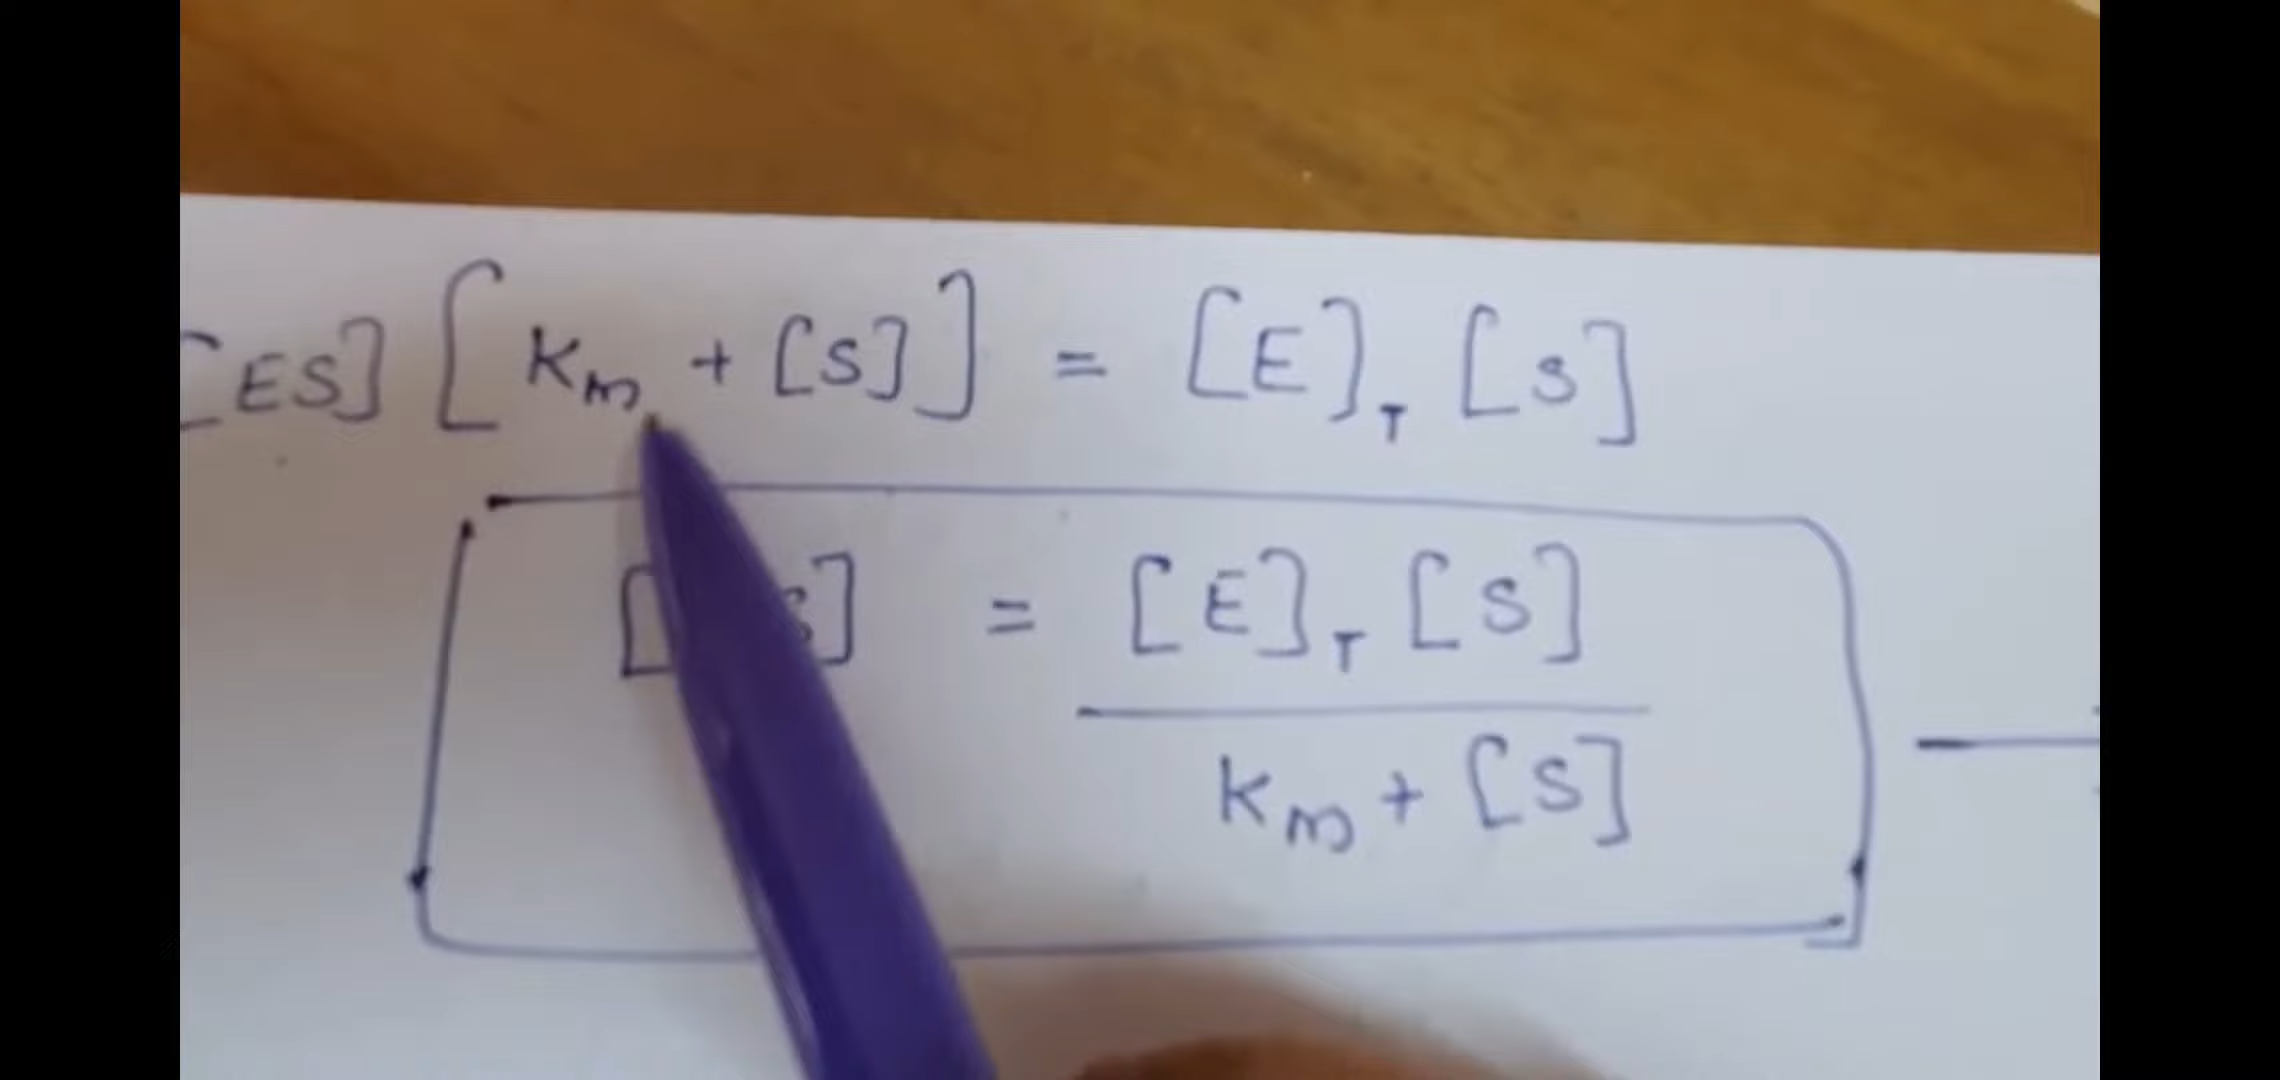 [ES] [Km + [S]] = [E]T [S]
[ S] = [E]T [S]
Km + [S]